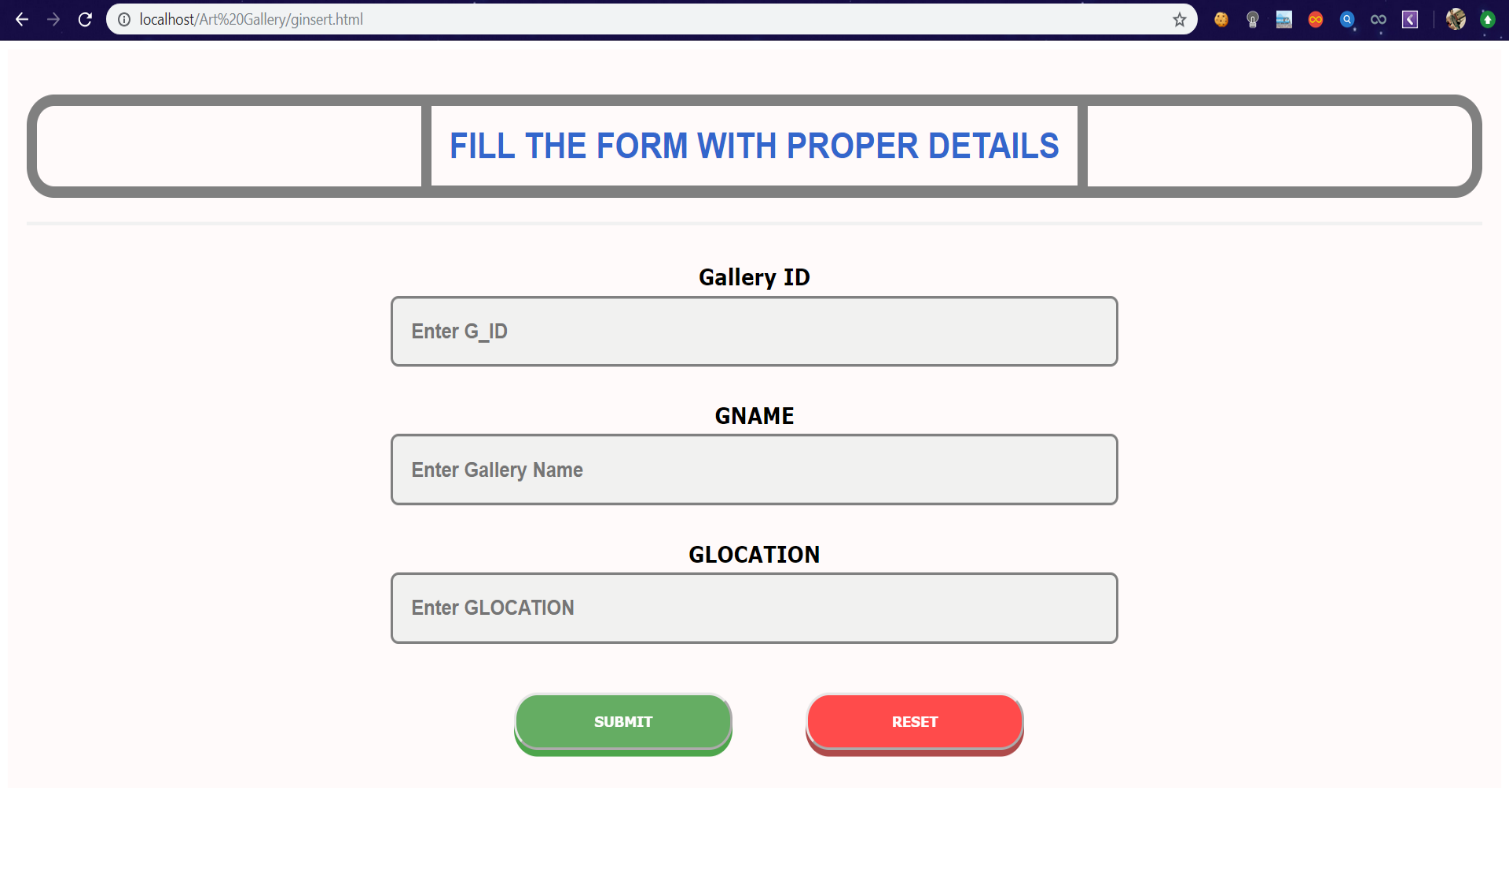 localhost/Art%20Gallery/ginsert.html
FILL THE FORM WITH PROPER DETAILS
Gallery ID
Enter G_ID
GNAME
Enter Gallery Name
GLOCATION
Enter GLOCATION
SUBMIT RESET